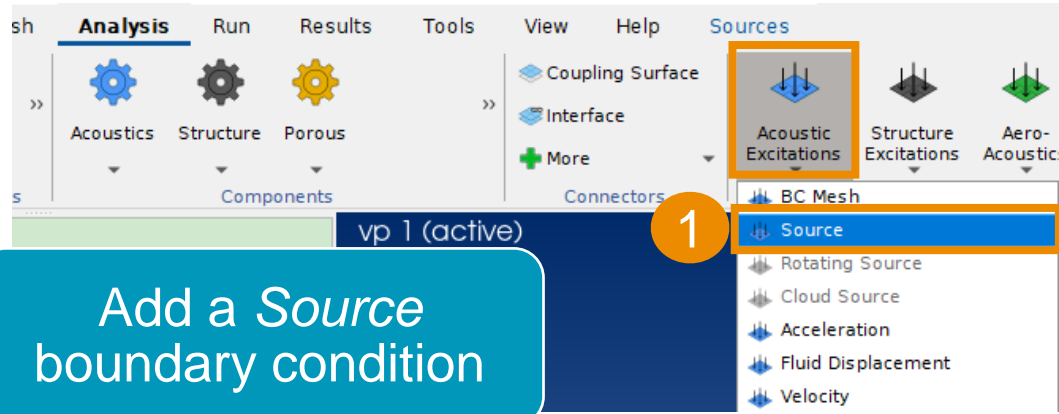 sh Analysis Run Results Tools View Help Sources
» Acoustics Structure Porous »
Coupling Surface
Interface
More
Acoustic Excitations
Structure Excitations
Aero-
Acoustic
s Components Connectors
vp 1 (active)
1
BC Mesh
Source
Rotating Source
Cloud Source
Acceleration
Fluid Displacement
Velocity
Add a Source
boundary condition